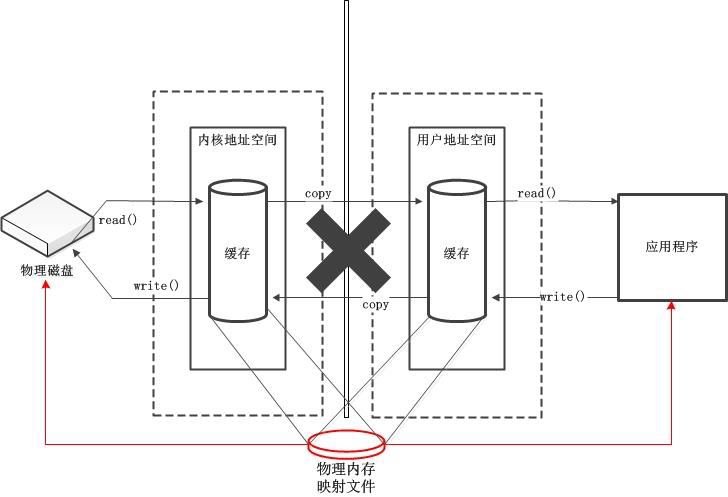 内核地址空间
用户地址空间
copy
read()
read()
缓存
缓存
应用程序
物理磁盘
write()
write()
copy
物理内存
映射文件